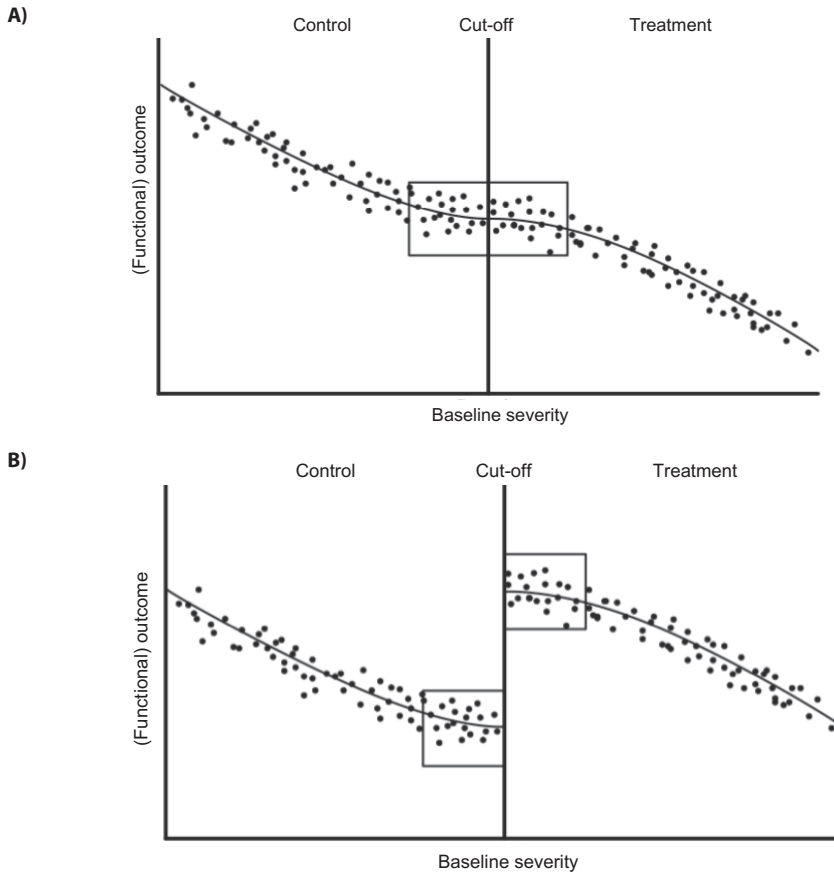 A)
Control Cut-off Treatment
(Functional) outcome
Baseline severity
B)
Control Cut-off Treatment
(Functional) outcome
Baseline severity